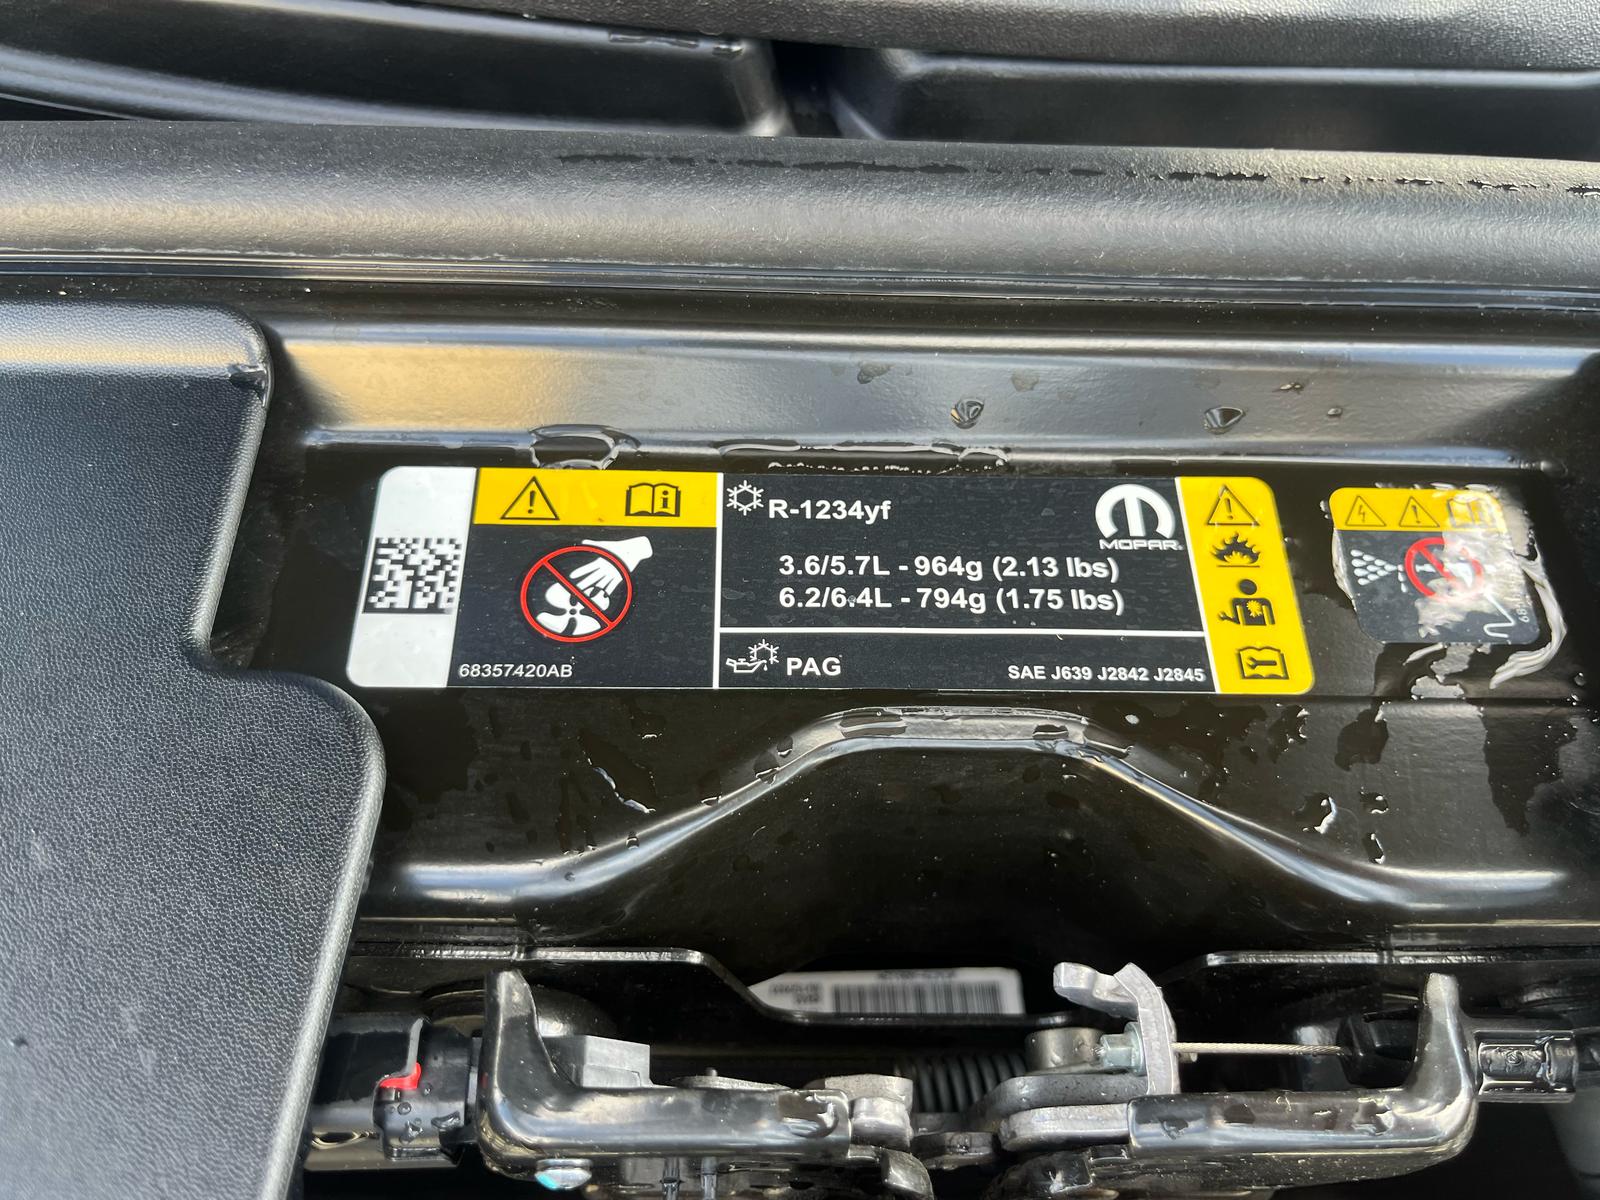 R-1234yf
MOPAR
3.6/5.7L - 964g (2.13 lbs)
6.2/6.4L - 794g (1.75 lbs)
68357420AB
PAG
SAE J639 J2842 J2845